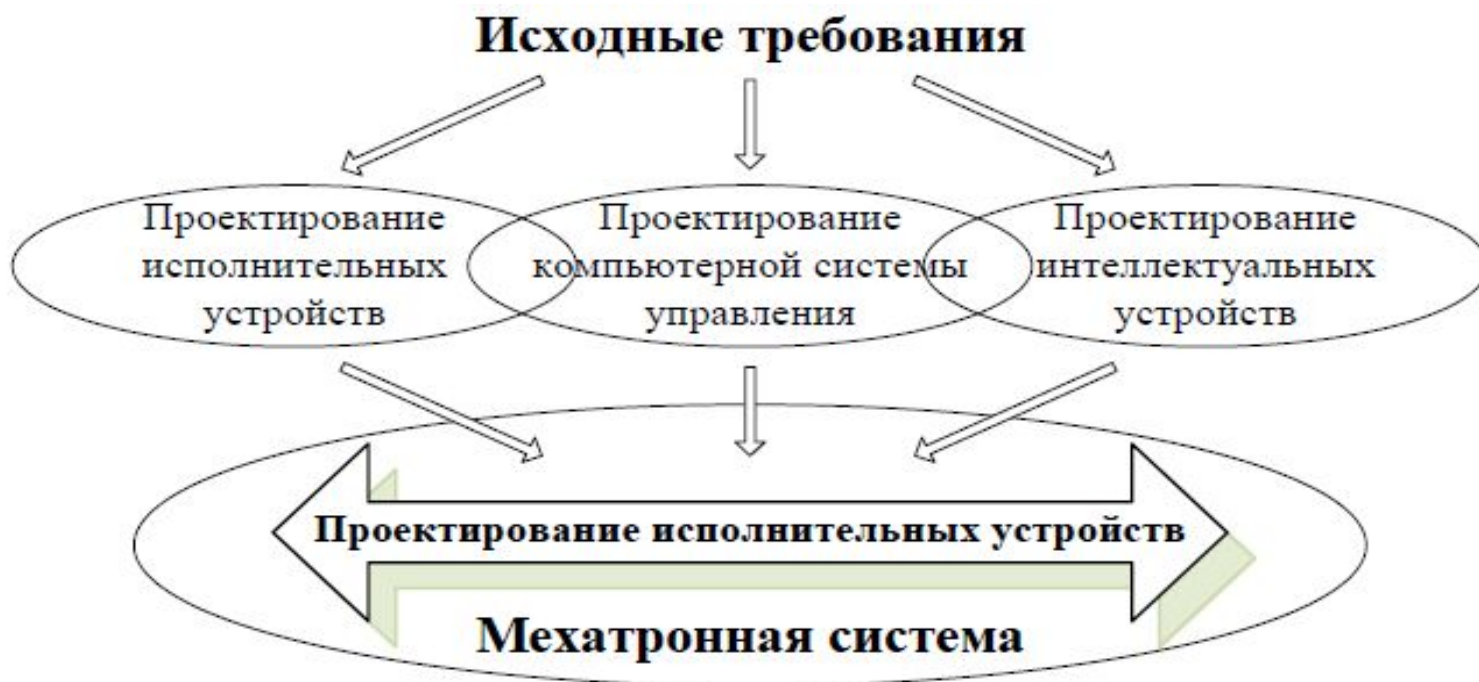 Исходные требования
Проектирование
исполнительных
устройств
Проектирование
компьютерной системы
управления
Проектирование
интеллектуальных
устройств
Проектирование исполнительных устройств
Мехатронная система